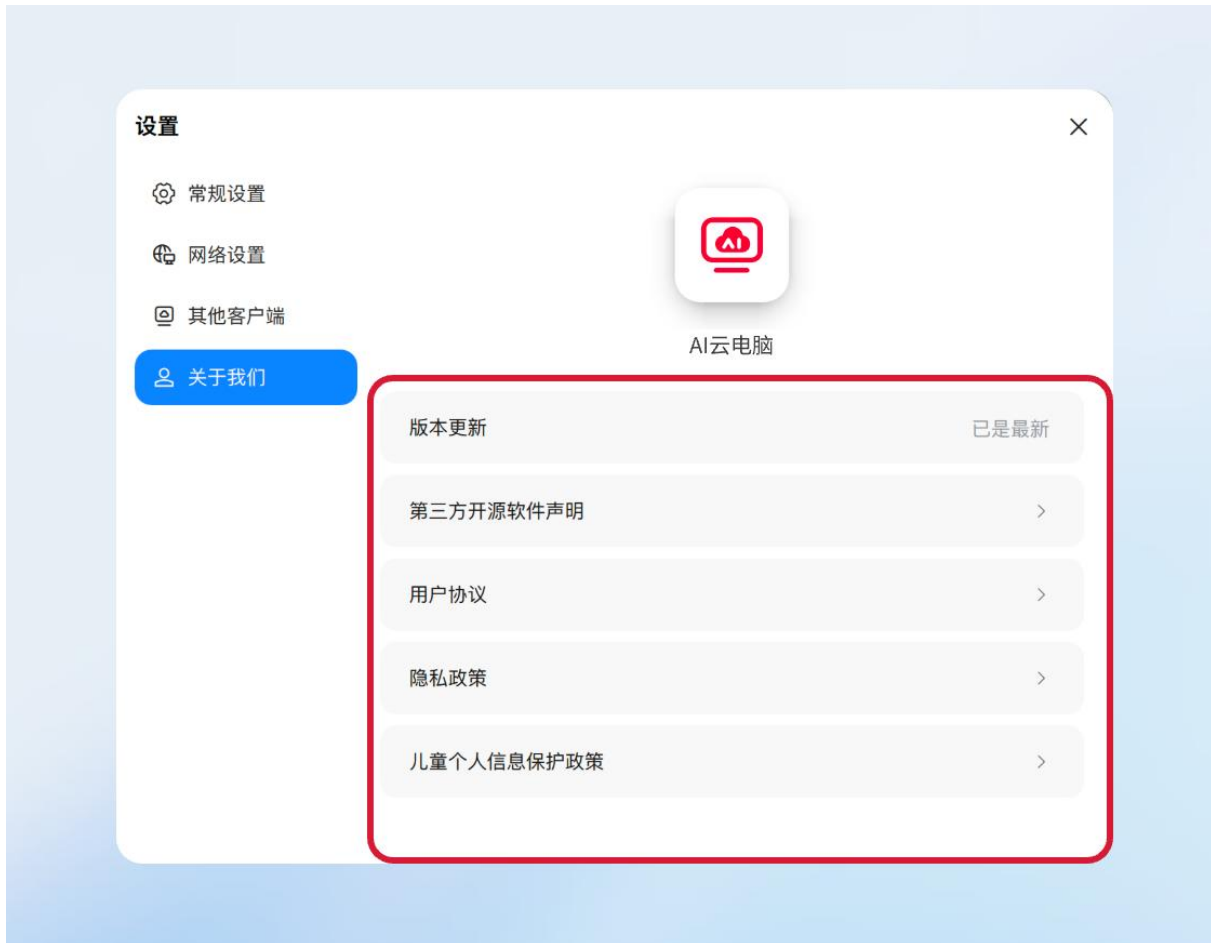 设置
常规设置
网络设置
其他客户端
关于我们
AI
AI云电脑
版本更新
已是最新
第三方开源软件声明
用户协议
隐私政策
儿童个人信息保护政策